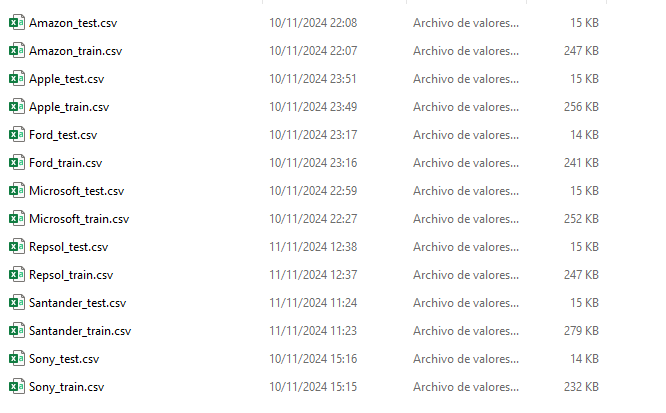 Amazon_test.csv 10/11/2024 22:08 Archivo de valores... 15 KB
Amazon_train.csv 10/11/2024 22:07 Archivo de valores... 247 KB
Apple_test.csv 10/11/2024 23:51 Archivo de valores... 15 KB
Apple_train.csv 10/11/2024 23:49 Archivo de valores... 256 KB
Ford_test.csv 10/11/2024 23:17 Archivo de valores... 14 KB
Ford_train.csv 10/11/2024 23:16 Archivo de valores... 241 KB
Microsoft_test.csv 10/11/2024 22:59 Archivo de valores... 15 KB
Microsoft_train.csv 10/11/2024 22:27 Archivo de valores... 252 KB
Repsol_test.csv 11/11/2024 12:38 Archivo de valores... 15 KB
Repsol_train.csv 11/11/2024 12:37 Archivo de valores... 247 KB
Santander_test.csv 11/11/2024 11:24 Archivo de valores... 15 KB
Santander_train.csv 11/11/2024 11:23 Archivo de valores... 279 KB
Sony_test.csv 10/11/2024 15:16 Archivo de valores... 14 KB
Sony_train.csv 10/11/2024 15:15 Archivo de valores... 232 KB